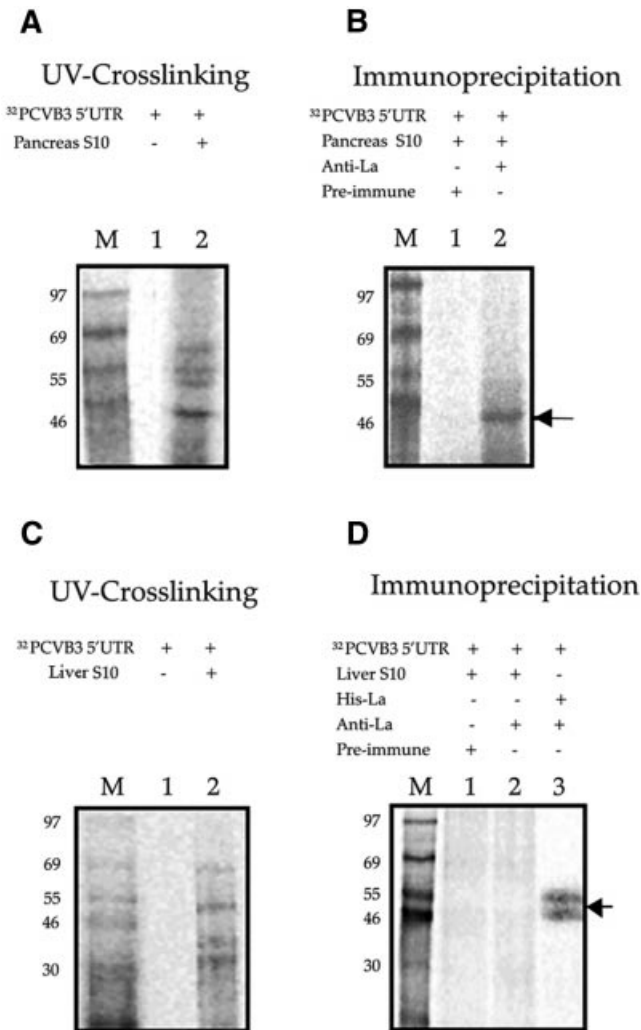 A
UV-Crosslinking
³²PCVB3 5'UTR + +
Pancreas S10 - +
M 1 2
97
69
55
46
B
Immunoprecipitation
³²PCVB3 5'UTR + +
Pancreas S10 + +
Anti-La - +
Pre-immune + -
M 1 2
97
69
55
46
C
UV-Crosslinking
³²PCVB3 5'UTR + +
Liver S10 - +
M 1 2
97
69
55
46
30
D
Immunoprecipitation
³²PCVB3 5'UTR + + +
Liver S10 + + -
His-La - - +
Anti-La - + +
Pre-immune + - -
M 1 2 3
97
69
55
46
30